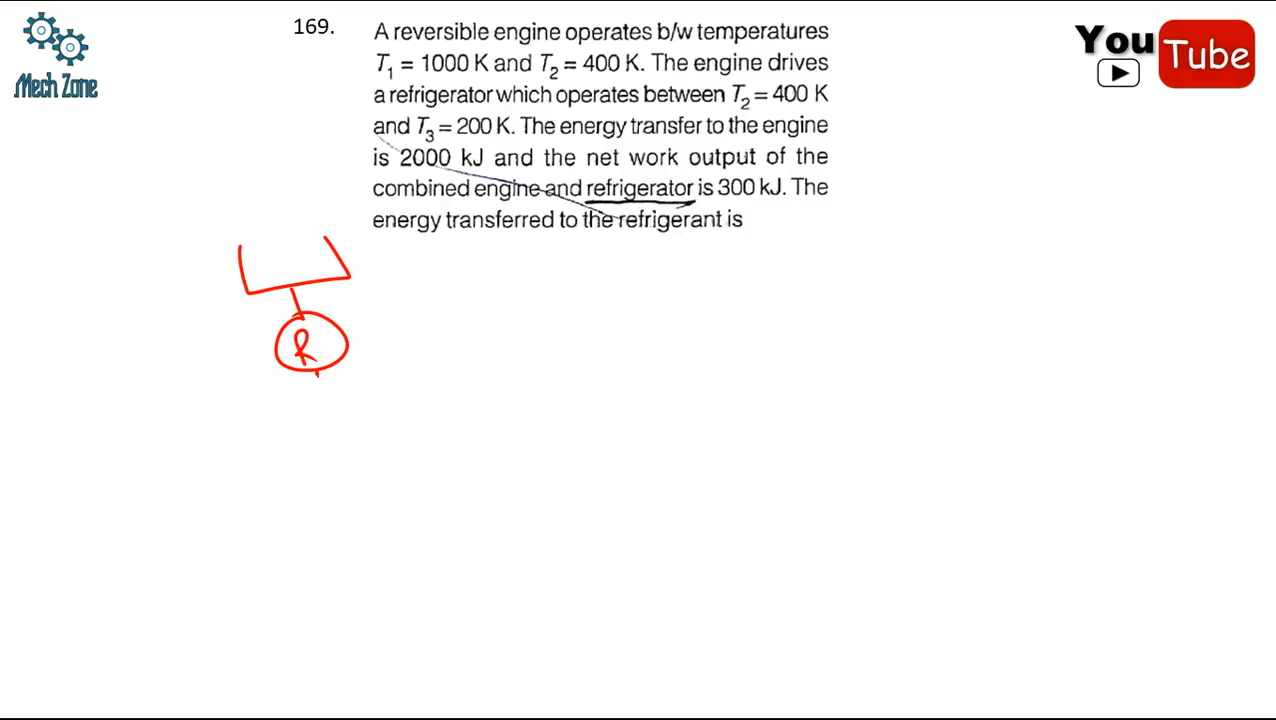 Mech Zone
You
Tube
169.
A reversible engine operates b/w temperatures
T₁ = 1000 K and T₂ = 400 K. The engine drives
a refrigerator which operates between T₂ = 400 K
and T₃ = 200 K. The energy transfer to the engine
is 2000 kJ and the net work output of the
combined engine and refrigerator is 300 kJ. The
energy transferred to the refrigerant is
R